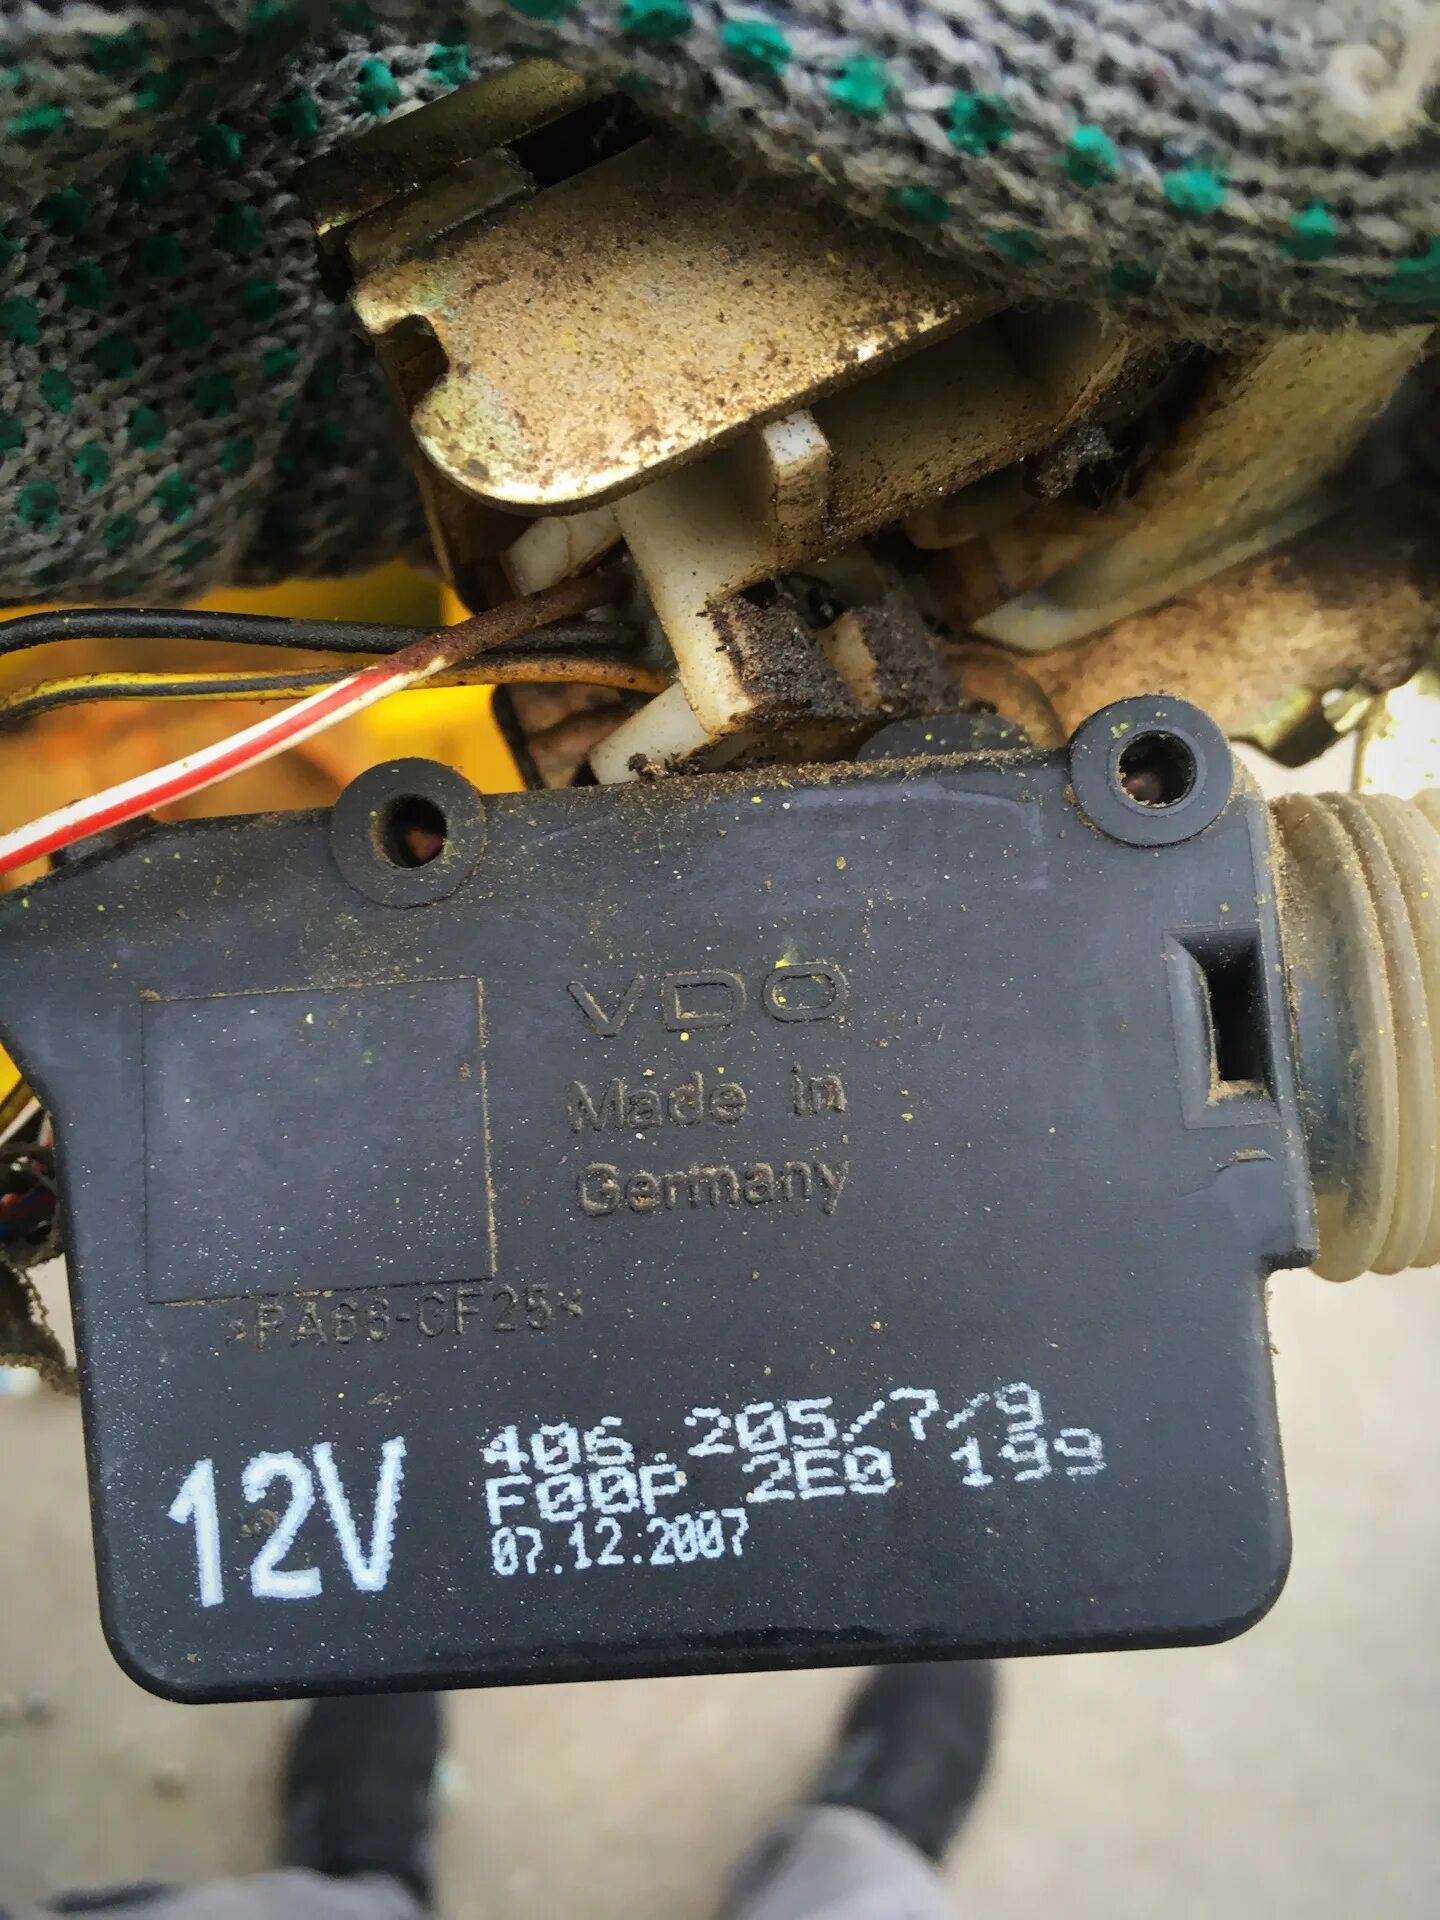 VDO
Made in
Germany
>PA66-GF25<
12V
406.205/7/9
F00P 2E0 199
07.12.2007